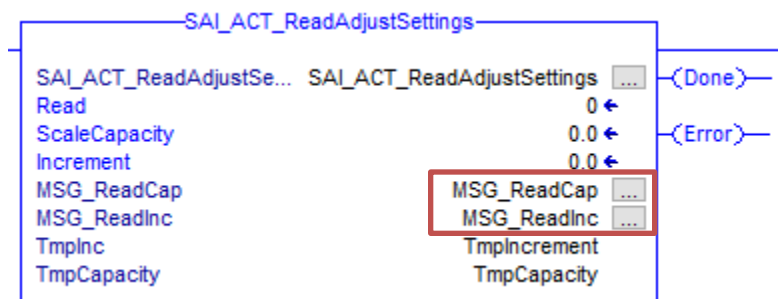 SAI_ACT_ReadAdjustSettings
SAI_ACT_ReadAdjustSe... SAI_ACT_ReadAdjustSettings ... (Done)
Read 0
ScaleCapacity 0.0 (Error)
Increment 0.0
MSG_ReadCap MSG_ReadCap ...
MSG_ReadInc MSG_ReadInc ...
TmpInc TmpIncrement
TmpCapacity TmpCapacity